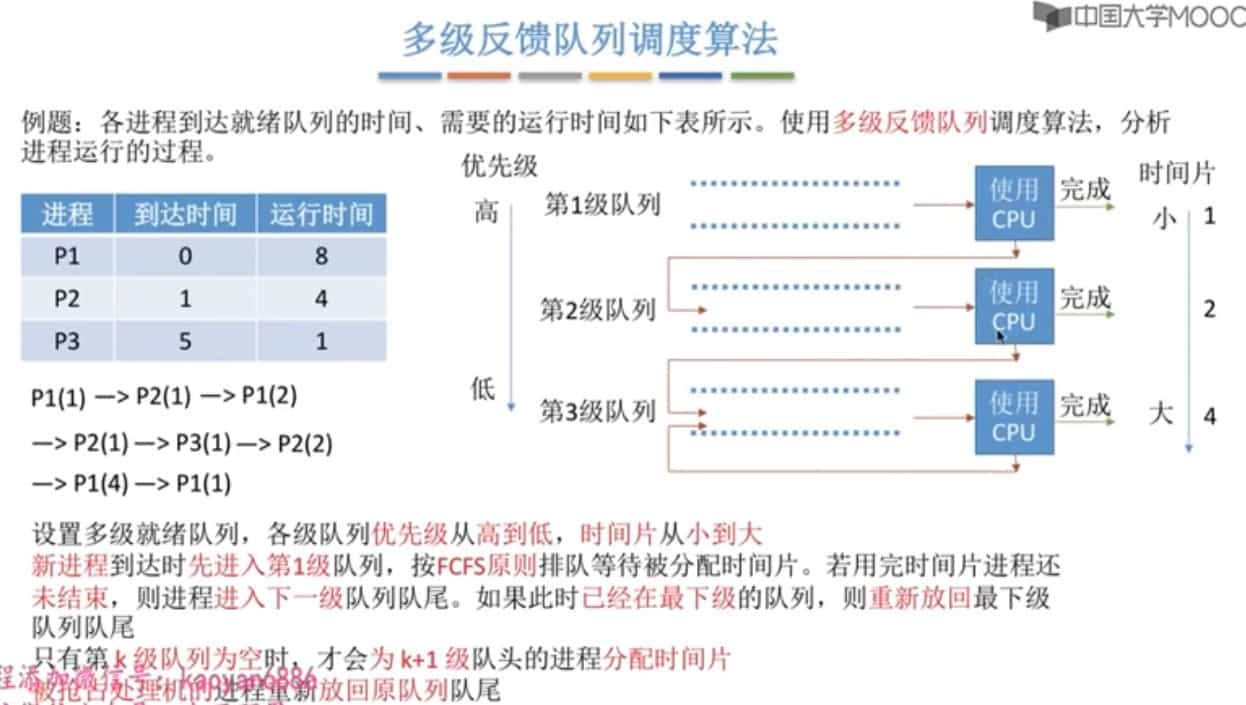 中国大学MOOC
多级反馈队列调度算法
例题：各进程到达就绪队列的时间、需要的运行时间如下表所示。使用多级反馈队列调度算法，分析
进程运行的过程。
进程 到达时间 运行时间
P1 0 8
P2 1 4
P3 5 1
P1(1) —> P2(1) —> P1(2)
—> P2(1) —> P3(1) —> P2(2)
—> P1(4) —> P1(1)
优先级
高
低
第1级队列
使用
CPU
完成
第2级队列
使用
CPU
完成
第3级队列
使用
CPU
完成
时间片
小 1
2
大 4
设置多级就绪队列，各级队列优先级从高到低，时间片从小到大
新进程到达时先进入第1级队列，按FCFS原则排队等待被分配时间片。若用完时间片进程还
未结束，则进程进入下一级队列队尾。如果此时已经在最下级的队列，则重新放回最下级
队列队尾
只有第 k 级队列为空时，才会为 k+1 级队头的进程分配时间片
被抢占处理机的进程重新放回原队列队尾
程添加微信号：kaoyan6886